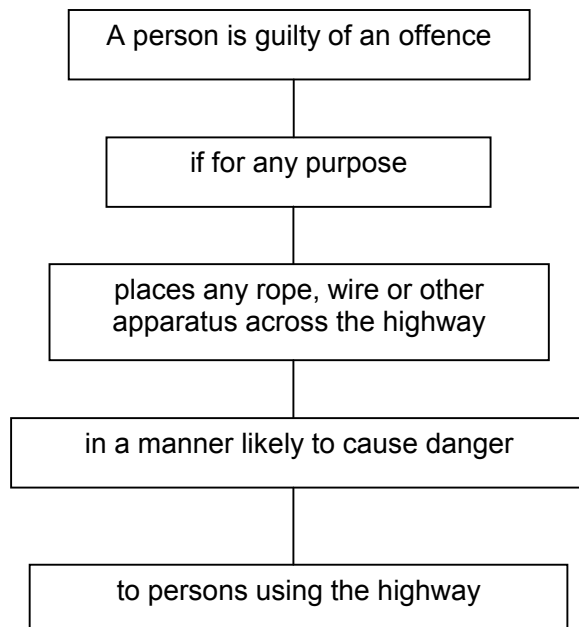 A person is guilty of an offence
if for any purpose
places any rope, wire or other
apparatus across the highway
in a manner likely to cause danger
to persons using the highway